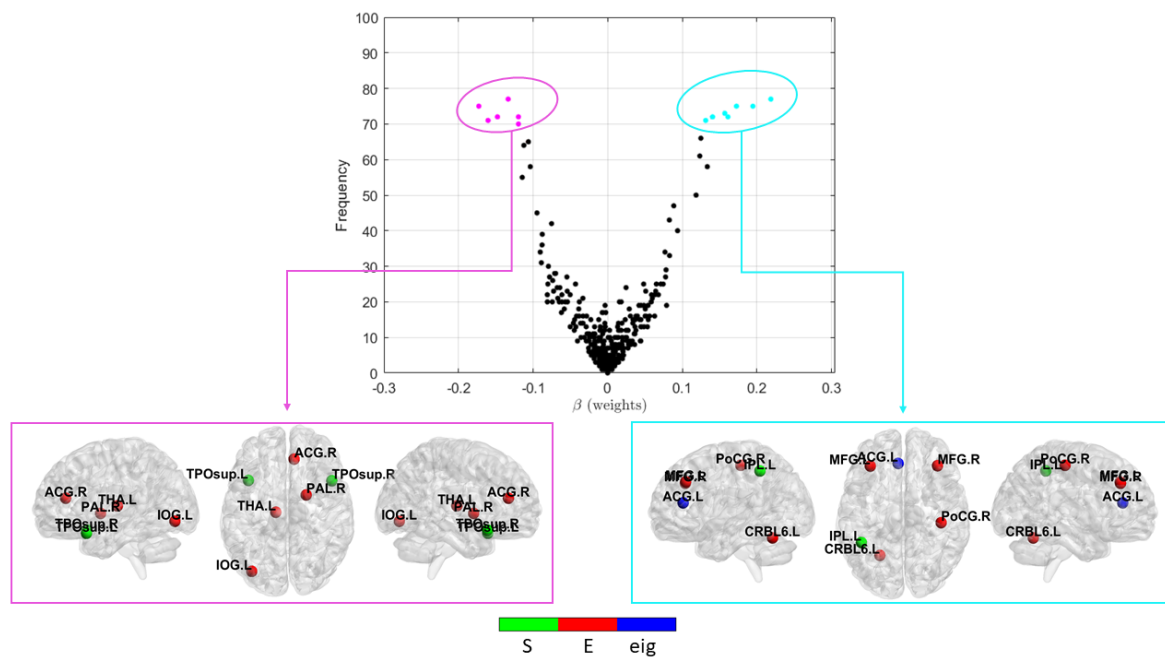 100
90
80
70
60
50
40
30
20
10
0
Frequency
-0.3 -0.2 -0.1 0 0.1 0.2 0.3
β (weights)
ACG.R
THA.L
PAL.R
IOG.L
TPOsup.R
TPOsup.L
ACG.R
TPOsup.L
TPOsup.R
PAL.R
THA.L
IOG.L
THA.L
ACG.R
PAL.R
IOG.L
TPOsup.R
TPOsup.L
PoCG.R
IPL.L
MFG.R
ACG.L
CRBL6.L
ACG.L
MFG.L
MFG.R
PoCG.R
IPL.L
CRBL6.L
PoCG.R
IPL.L
MFG.R
ACG.L
CRBL6.L
S E eig